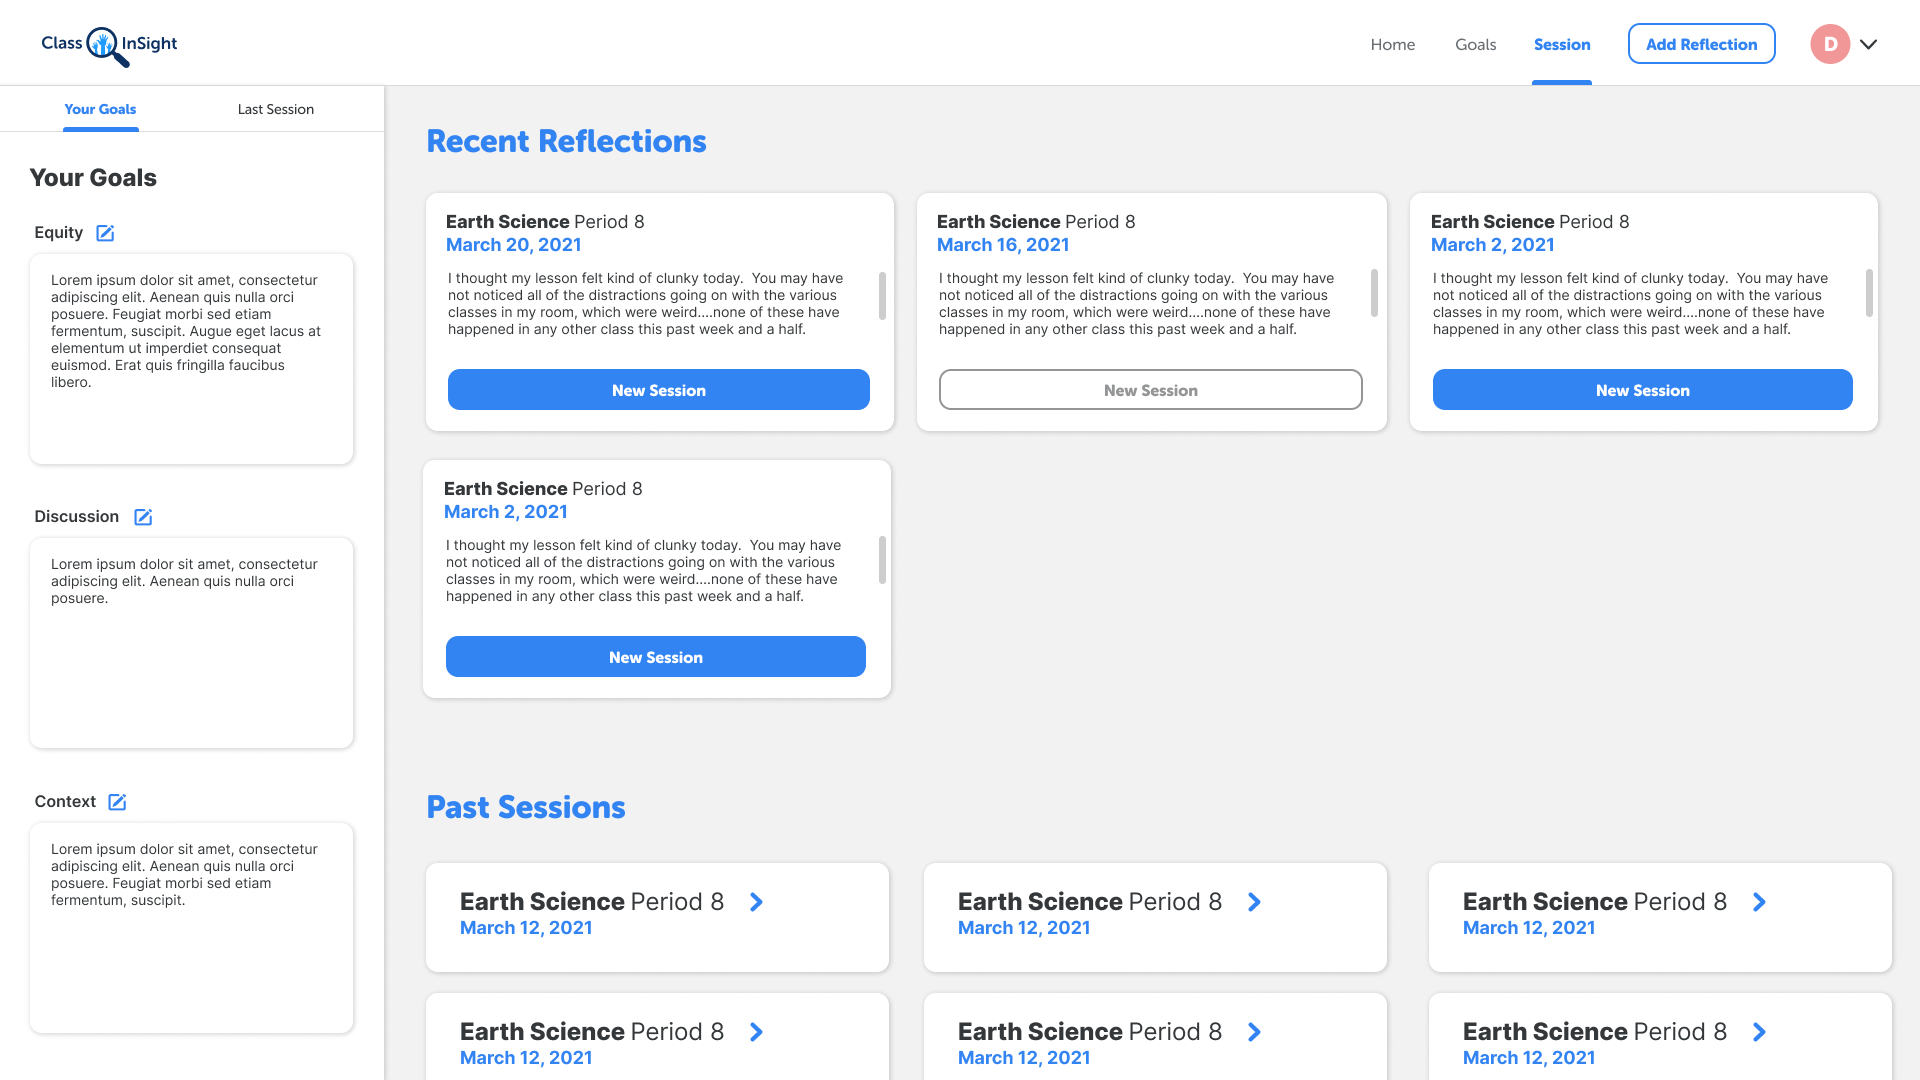 Class InSight
Home
Goals
Session
Add Reflection
D
Your Goals
Last Session
Your Goals
Equity
Lorem ipsum dolor sit amet, consectetur
adipiscing elit. Aenean quis nulla orci
posuere. Feugiat morbi sed etiam
fermentum, suscipit. Augue eget lacus at
elementum ut imperdiet consequat
euismod. Erat quis fringilla faucibus
libero.
Discussion
Lorem ipsum dolor sit amet, consectetur
adipiscing elit. Aenean quis nulla orci
posuere.
Context
Lorem ipsum dolor sit amet, consectetur
adipiscing elit. Aenean quis nulla orci
posuere. Feugiat morbi sed etiam
fermentum, suscipit.
Recent Reflections
Earth Science Period 8
March 20, 2021
I thought my lesson felt kind of clunky today.  You may have
not noticed all of the distractions going on with the various
classes in my room, which were weird....none of these have
happened in any other class this past week and a half.
New Session
Earth Science Period 8
March 16, 2021
I thought my lesson felt kind of clunky today.  You may have
not noticed all of the distractions going on with the various
classes in my room, which were weird....none of these have
happened in any other class this past week and a half.
New Session
Earth Science Period 8
March 2, 2021
I thought my lesson felt kind of clunky today.  You may have
not noticed all of the distractions going on with the various
classes in my room, which were weird....none of these have
happened in any other class this past week and a half.
New Session
Earth Science Period 8
March 2, 2021
I thought my lesson felt kind of clunky today.  You may have
not noticed all of the distractions going on with the various
classes in my room, which were weird....none of these have
happened in any other class this past week and a half.
New Session
Past Sessions
Earth Science Period 8
March 12, 2021
Earth Science Period 8
March 12, 2021
Earth Science Period 8
March 12, 2021
Earth Science Period 8
March 12, 2021
Earth Science Period 8
March 12, 2021
Earth Science Period 8
March 12, 2021